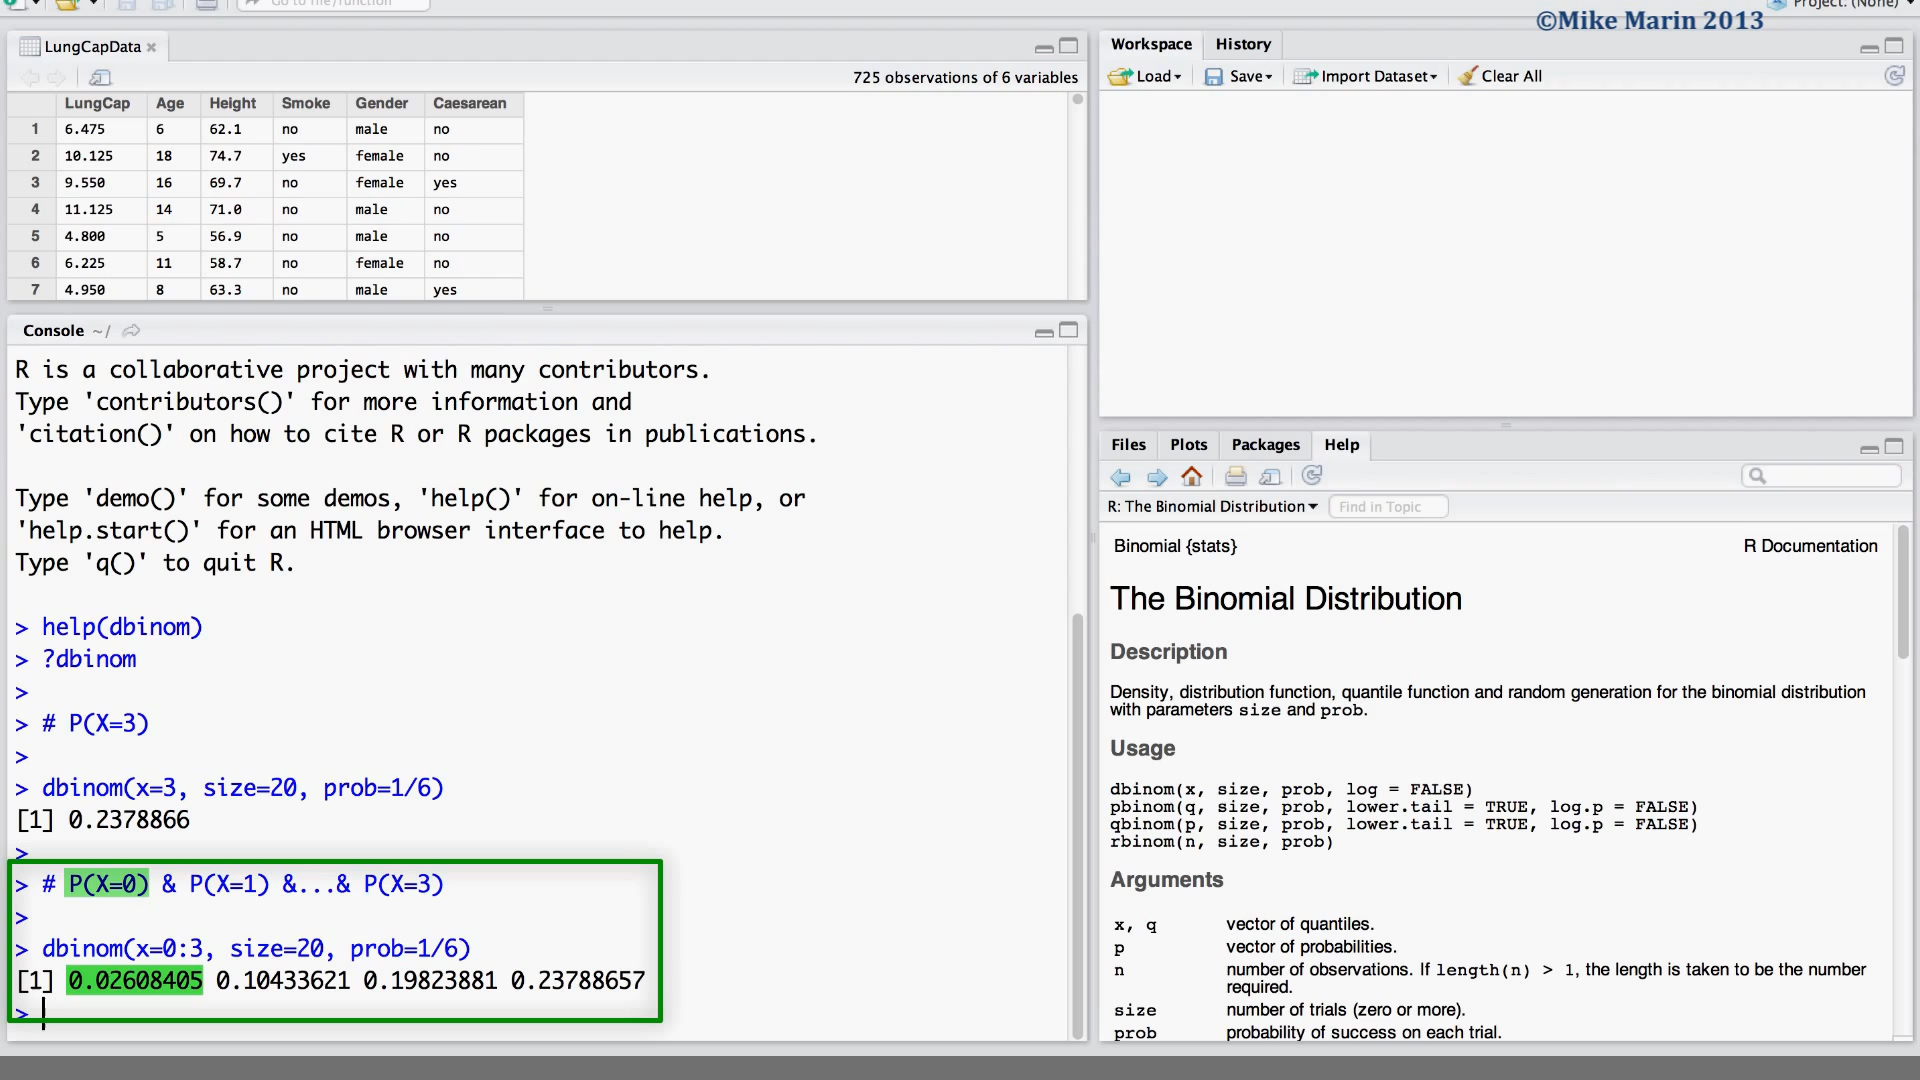 Go to file/function
Project: (None)
©Mike Marin 2013
LungCapData
725 observations of 6 variables
LungCap Age Height Smoke Gender Caesarean
1 6.475 6 62.1 no male no
2 10.125 18 74.7 yes female no
3 9.550 16 69.7 no female yes
4 11.125 14 71.0 no male no
5 4.800 5 56.9 no male no
6 6.225 11 58.7 no female no
7 4.950 8 63.3 no male yes
Console ~/
R is a collaborative project with many contributors.
Type 'contributors()' for more information and
'citation()' on how to cite R or R packages in publications.
Type 'demo()' for some demos, 'help()' for on-line help, or
'help.start()' for an HTML browser interface to help.
Type 'q()' to quit R.
> help(dbinom)
> ?dbinom
>
> # P(X=3)
>
> dbinom(x=3, size=20, prob=1/6)
[1] 0.2378866
>
> # P(X=0) & P(X=1) &...& P(X=3)
>
> dbinom(x=0:3, size=20, prob=1/6)
[1] 0.02608405 0.10433621 0.19823881 0.23788657
>
Workspace History
Load Save Import Dataset Clear All
Files Plots Packages Help
R: The Binomial Distribution Find in Topic
Binomial {stats} R Documentation
The Binomial Distribution
Description
Density, distribution function, quantile function and random generation for the binomial distribution
with parameters size and prob.
Usage
dbinom(x, size, prob, log = FALSE)
pbinom(q, size, prob, lower.tail = TRUE, log.p = FALSE)
qbinom(p, size, prob, lower.tail = TRUE, log.p = FALSE)
rbinom(n, size, prob)
Arguments
x, q vector of quantiles.
p vector of probabilities.
n number of observations. If length(n) > 1, the length is taken to be the number
required.
size number of trials (zero or more).
prob probability of success on each trial.